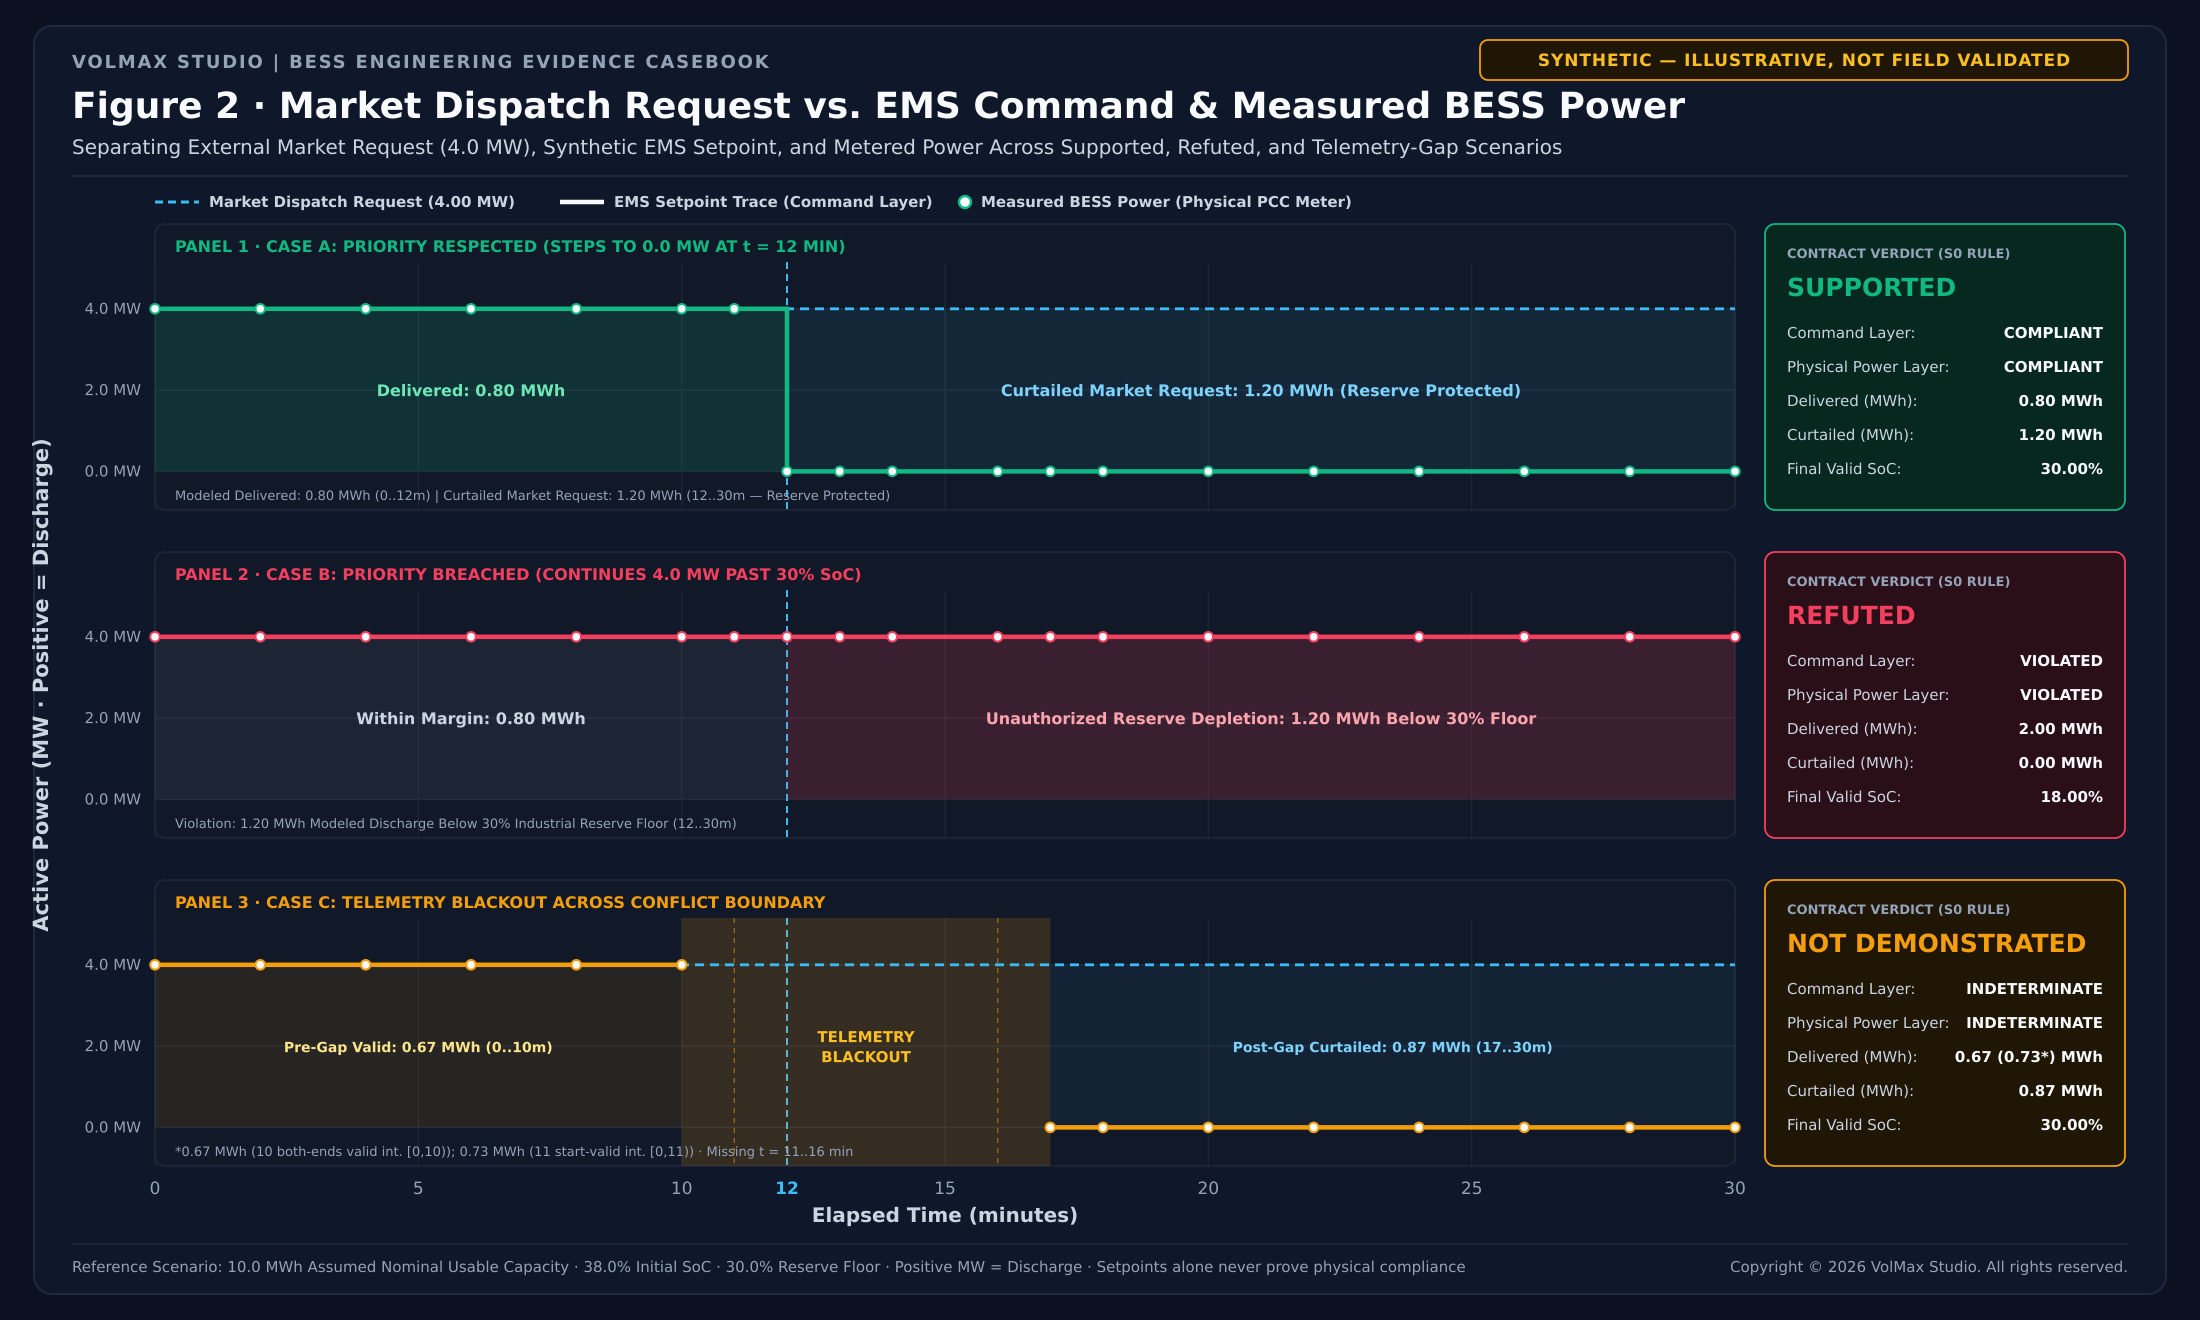 VOLMAX STUDIO | BESS ENGINEERING EVIDENCE CASEBOOK
SYNTHETIC — ILLUSTRATIVE, NOT FIELD VALIDATED
Figure 2 · Market Dispatch Request vs. EMS Command & Measured BESS Power
Separating External Market Request (4.0 MW), Synthetic EMS Setpoint, and Metered Power Across Supported, Refuted, and Telemetry-Gap Scenarios
Market Dispatch Request (4.00 MW)
EMS Setpoint Trace (Command Layer)
Measured BESS Power (Physical PCC Meter)
Active Power (MW · Positive = Discharge)
PANEL 1 · CASE A: PRIORITY RESPECTED (STEPS TO 0.0 MW AT t = 12 MIN)
4.0 MW
2.0 MW
0.0 MW
Delivered: 0.80 MWh
Curtailed Market Request: 1.20 MWh (Reserve Protected)
Modeled Delivered: 0.80 MWh (0..12m) | Curtailed Market Request: 1.20 MWh (12..30m — Reserve Protected)
CONTRACT VERDICT (S0 RULE)
SUPPORTED
Command Layer: COMPLIANT
Physical Power Layer: COMPLIANT
Delivered (MWh): 0.80 MWh
Curtailed (MWh): 1.20 MWh
Final Valid SoC: 30.00%
PANEL 2 · CASE B: PRIORITY BREACHED (CONTINUES 4.0 MW PAST 30% SoC)
4.0 MW
2.0 MW
0.0 MW
Within Margin: 0.80 MWh
Unauthorized Reserve Depletion: 1.20 MWh Below 30% Floor
Violation: 1.20 MWh Modeled Discharge Below 30% Industrial Reserve Floor (12..30m)
CONTRACT VERDICT (S0 RULE)
REFUTED
Command Layer: VIOLATED
Physical Power Layer: VIOLATED
Delivered (MWh): 2.00 MWh
Curtailed (MWh): 0.00 MWh
Final Valid SoC: 18.00%
PANEL 3 · CASE C: TELEMETRY BLACKOUT ACROSS CONFLICT BOUNDARY
4.0 MW
2.0 MW
0.0 MW
Pre-Gap Valid: 0.67 MWh (0..10m)
TELEMETRY
BLACKOUT
Post-Gap Curtailed: 0.87 MWh (17..30m)
*0.67 MWh (10 both-ends valid int. [0,10)); 0.73 MWh (11 start-valid int. [0,11)) · Missing t = 11..16 min
CONTRACT VERDICT (S0 RULE)
NOT DEMONSTRATED
Command Layer: INDETERMINATE
Physical Power Layer: INDETERMINATE
Delivered (MWh): 0.67 (0.73*) MWh
Curtailed (MWh): 0.87 MWh
Final Valid SoC: 30.00%
0 5 10 12 15 20 25 30
Elapsed Time (minutes)
Reference Scenario: 10.0 MWh Assumed Nominal Usable Capacity · 38.0% Initial SoC · 30.0% Reserve Floor · Positive MW = Discharge · Setpoints alone never prove physical compliance
Copyright © 2026 VolMax Studio. All rights reserved.